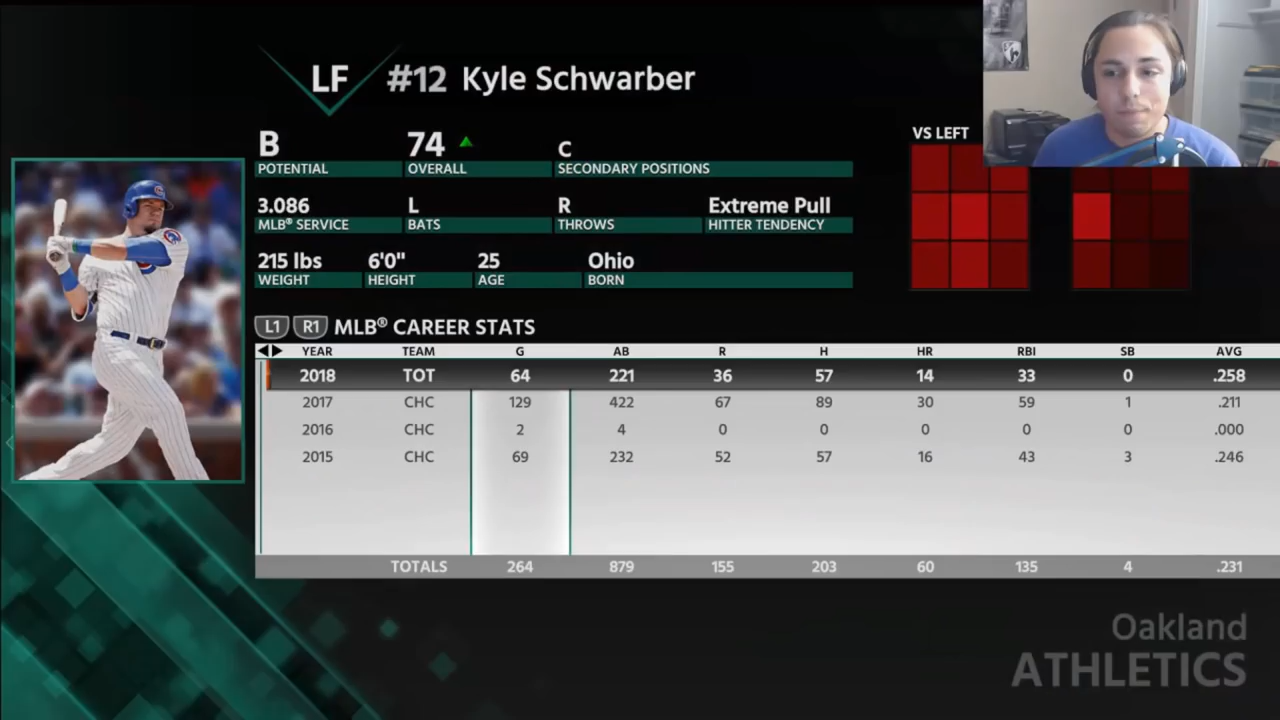 LF #12 Kyle Schwarber
B 74 C
POTENTIAL OVERALL SECONDARY POSITIONS
VS LEFT
3.086 L R Extreme Pull
MLB® SERVICE BATS THROWS HITTER TENDENCY
215 lbs 6'0" 25 Ohio
WEIGHT HEIGHT AGE BORN
L1 R1 MLB® CAREER STATS
YEAR TEAM G AB R H HR RBI SB AVG
2018 TOT 64 221 36 57 14 33 0 .258
2017 CHC 129 422 67 89 30 59 1 .211
2016 CHC 2 4 0 0 0 0 0 .000
2015 CHC 69 232 52 57 16 43 3 .246
TOTALS 264 879 155 203 60 135 4 .231
Oakland
ATHLETICS